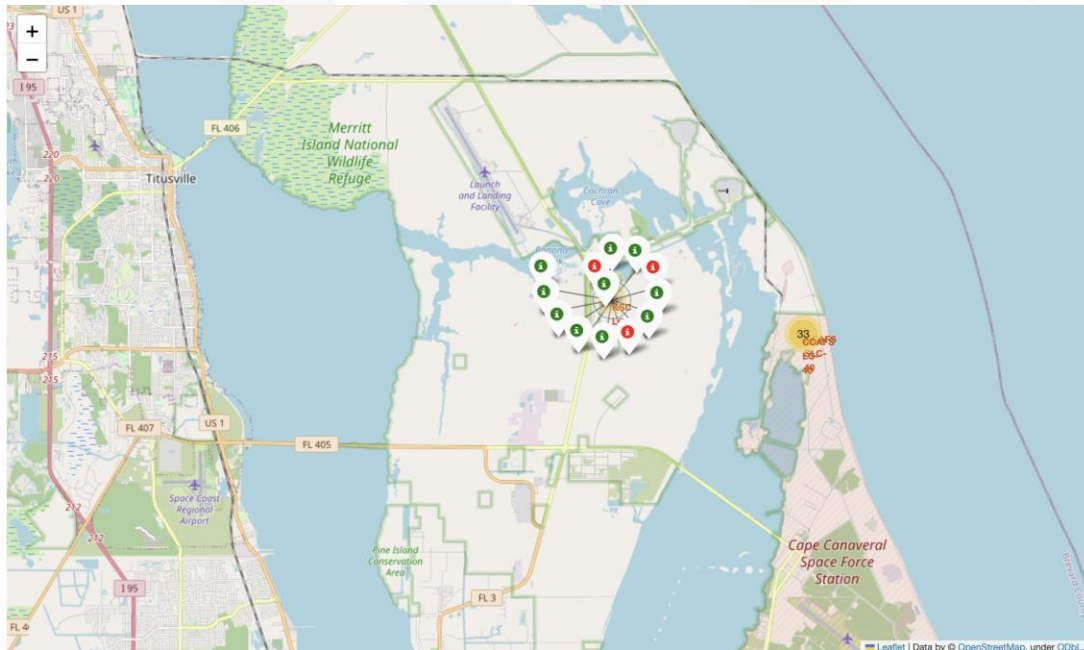 US 1
+
−
I 95
FL 406
220
220
Titusville
Merritt
Island National
Wildlife
Refuge
Launch
and Landing
Facility
Cochran
Cove
KSC
33
215
215
FL 407
US 1
FL 405
Space Coast
Regional
Airport
212
212
I 95
Pine Island
Conservation
Area
FL 3
Cape Canaveral
Space Force
Station
Leaflet | Data by © OpenStreetMap, under ODbL.